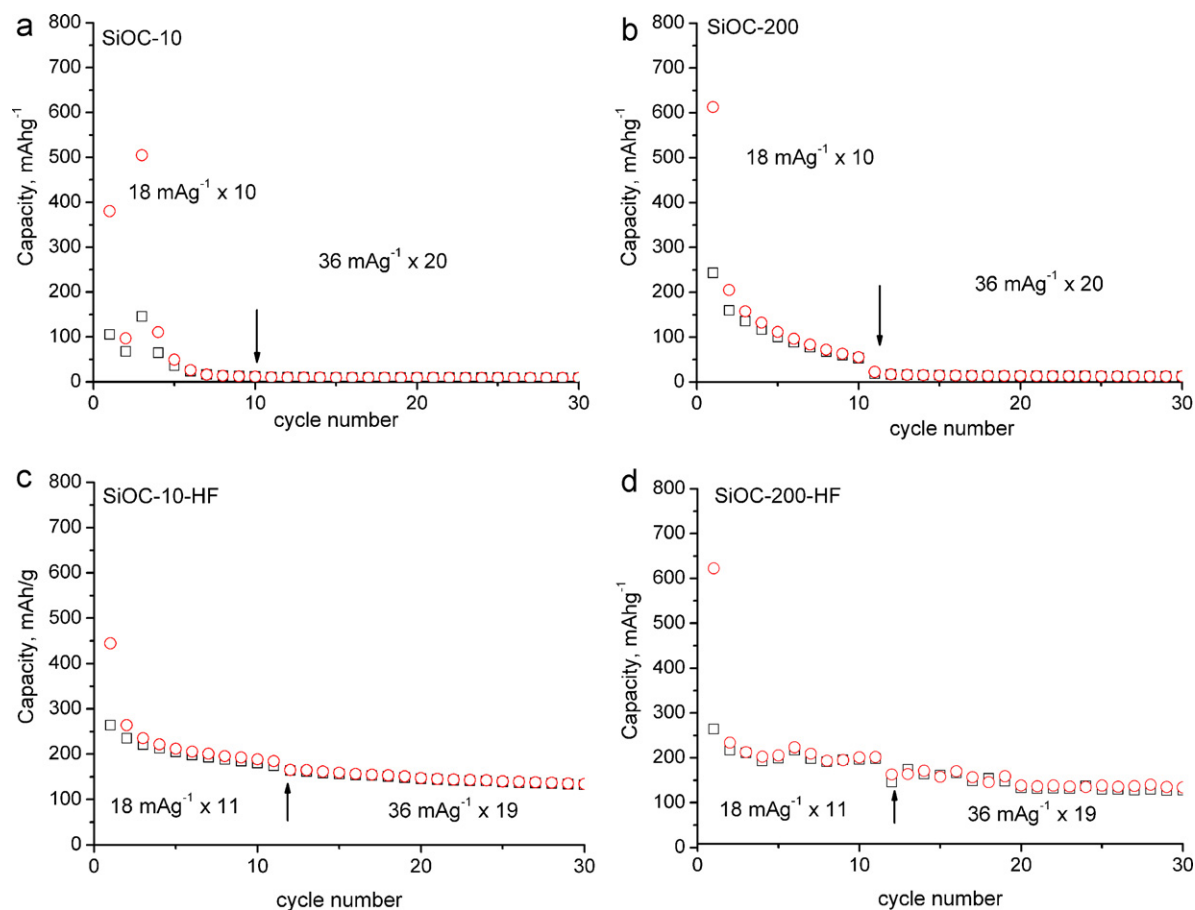 a
SiOC-10
Capacity, mAhg⁻¹
800
700
600
500
400
300
200
100
0
18 mAg⁻¹ x 10
36 mAg⁻¹ x 20
0 10 20 30
cycle number
b
SiOC-200
Capacity, mAhg⁻¹
800
700
600
500
400
300
200
100
0
18 mAg⁻¹ x 10
36 mAg⁻¹ x 20
0 10 20 30
cycle number
c
SiOC-10-HF
Capacity, mAh/g
800
700
600
500
400
300
200
100
0
18 mAg⁻¹ x 11
36 mAg⁻¹ x 19
0 10 20 30
cycle number
d
SiOC-200-HF
Capacity, mAhg⁻¹
800
700
600
500
400
300
200
100
0
18 mAg⁻¹ x 11
36 mAg⁻¹ x 19
0 10 20 30
cycle number